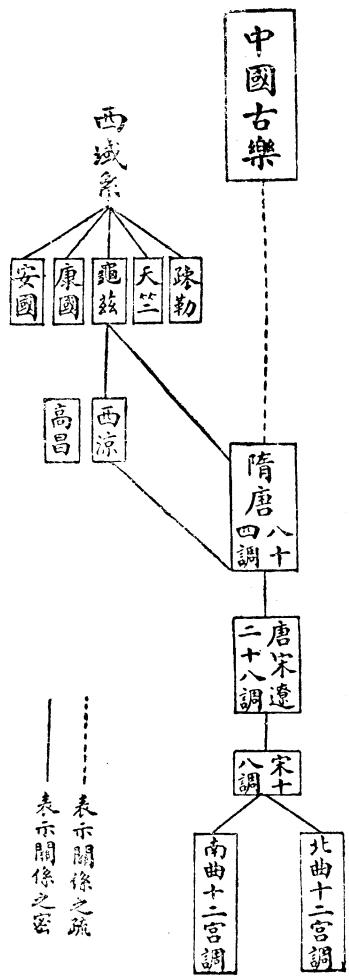 中國古樂
西域系
疏勒
天竺
龜茲
康國
安國
西涼
高昌
隋唐八十
四調
唐宋遼
二十八調
宋十
八調
北曲十二宮調
南曲十二宮調
表示關係之疏
表示關係之密